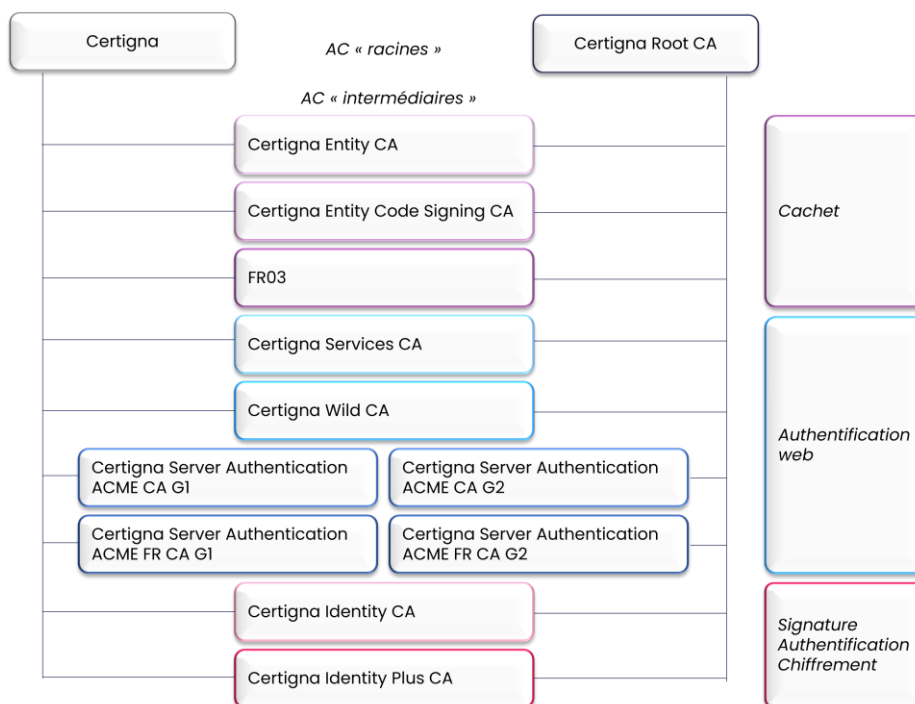 Certigna
AC « racines »
Certigna Root CA
AC « intermédiaires »
Certigna Entity CA
Certigna Entity Code Signing CA
FR03
Cachet
Certigna Services CA
Certigna Wild CA
Certigna Server Authentication
ACME CA G1
Certigna Server Authentication
ACME CA G2
Certigna Server Authentication
ACME FR CA G1
Certigna Server Authentication
ACME FR CA G2
Authentification
web
Certigna Identity CA
Certigna Identity Plus CA
Signature
Authentification
Chiffrement